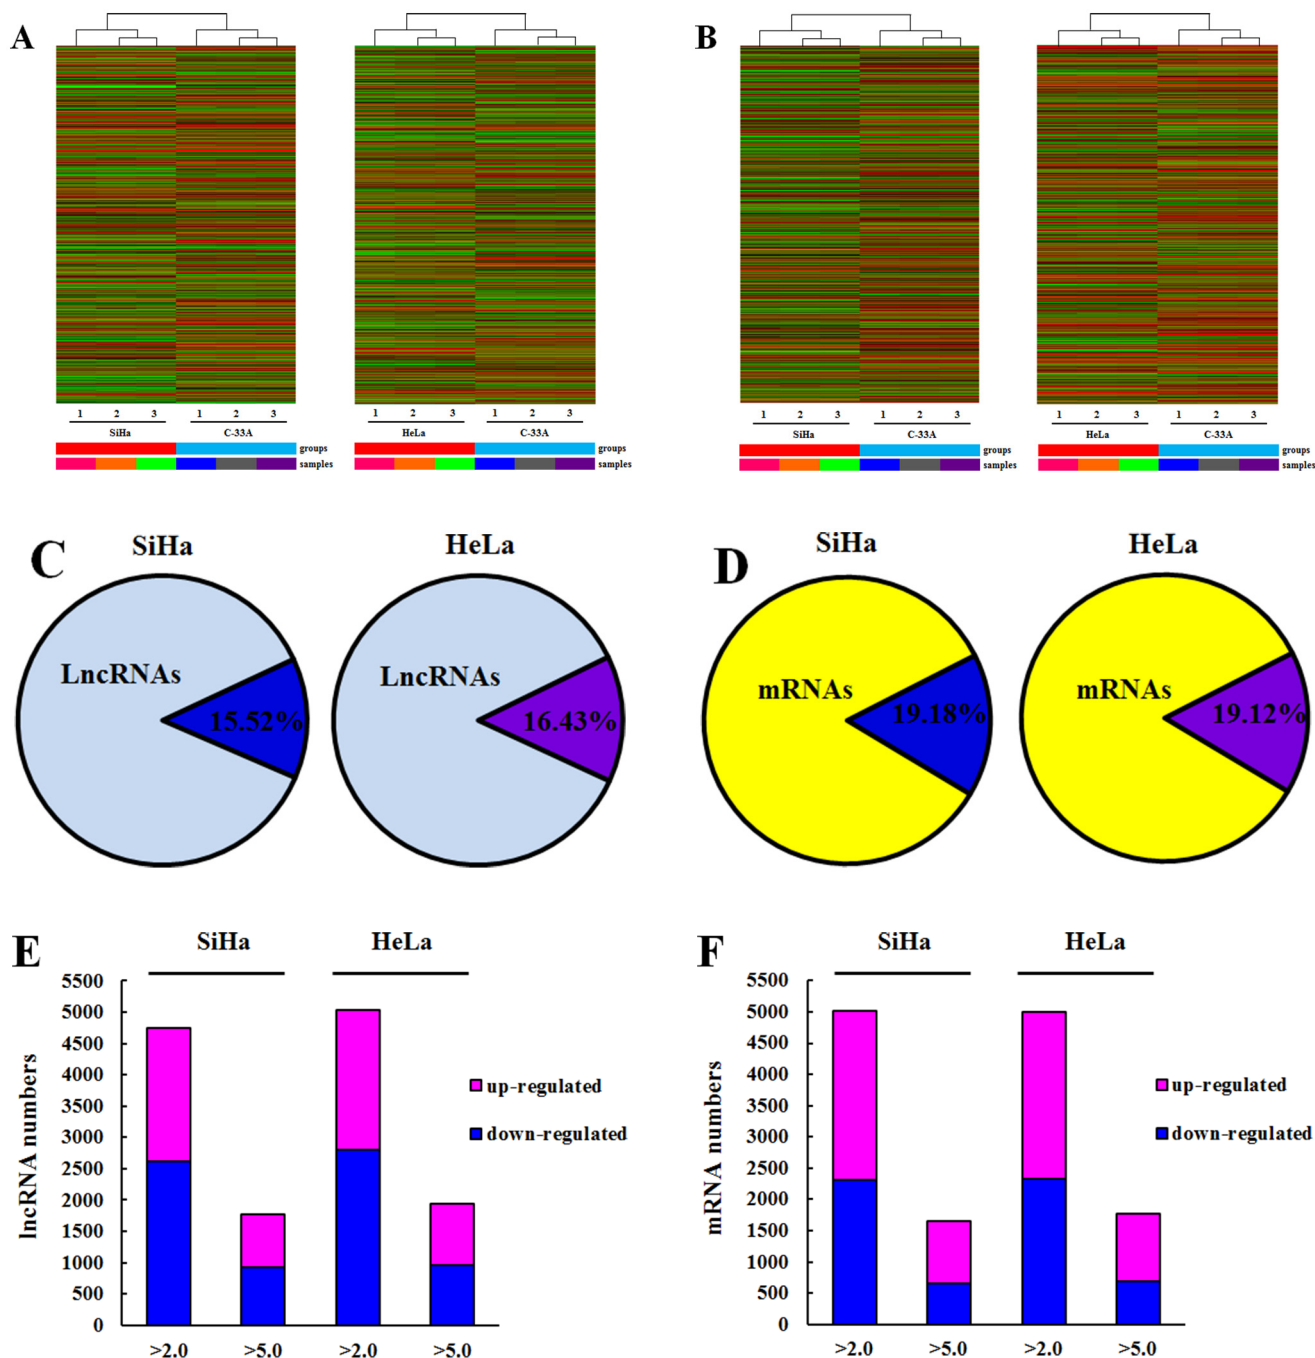 A
B
1 2 3 1 2 3
SiHa C-33A
groups
samples
1 2 3 1 2 3
HeLa C-33A
1 2 3 1 2 3
SiHa C-33A
groups
samples
1 2 3 1 2 3
HeLa C-33A
groups
samples
C
SiHa
LncRNAs
15.52%
HeLa
LncRNAs
16.43%
D
SiHa
mRNAs
19.18%
HeLa
mRNAs
19.12%
E
SiHa HeLa
lncRNA numbers
5500
5000
4500
4000
3500
3000
2500
2000
1500
1000
500
0
>2.0 >5.0 >2.0 >5.0
up-regulated
down-regulated
F
SiHa HeLa
mRNA numbers
5500
5000
4500
4000
3500
3000
2500
2000
1500
1000
500
0
>2.0 >5.0 >2.0 >5.0
up-regulated
down-regulated